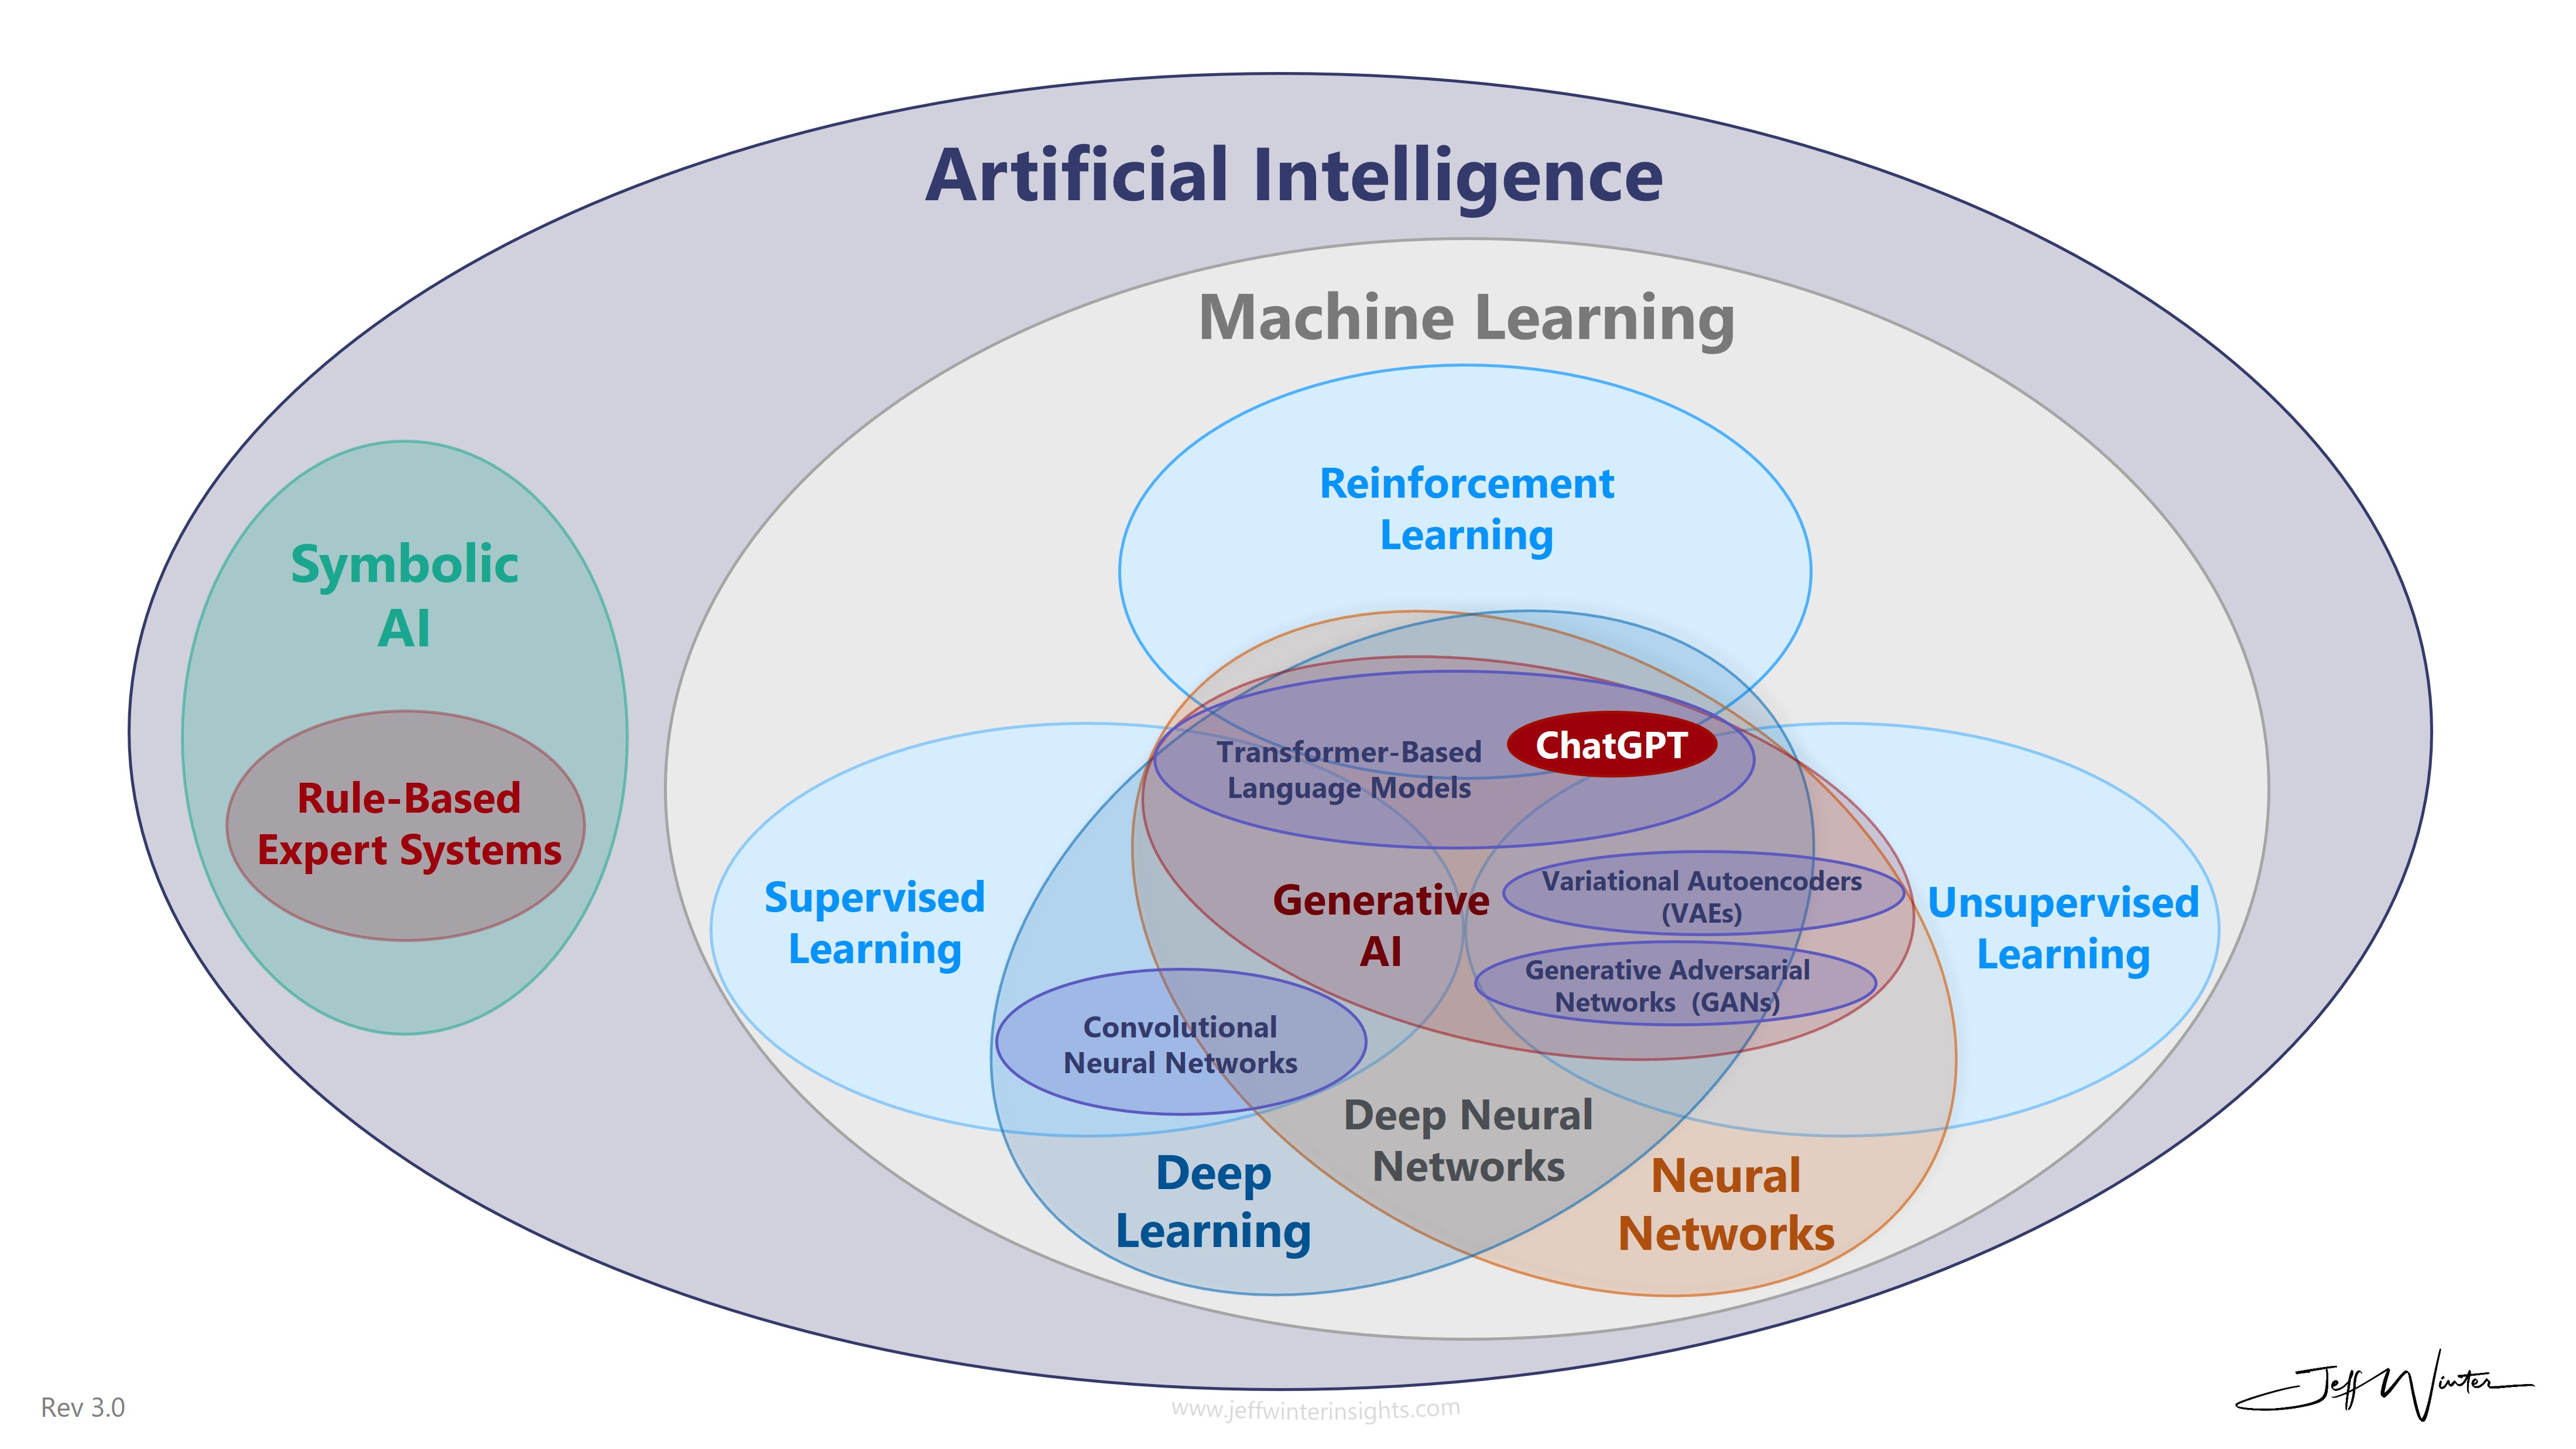 Artificial Intelligence
Machine Learning
Reinforcement
Learning
Symbolic
AI
Rule-Based
Expert Systems
Transformer-Based
Language Models
ChatGPT
Supervised
Learning
Generative
AI
Variational Autoencoders
(VAEs)
Generative Adversarial
Networks (GANs)
Unsupervised
Learning
Convolutional
Neural Networks
Deep Neural
Networks
Deep
Learning
Neural
Networks
Rev 3.0
www.jeffwinterinsights.com
Jeff Winter